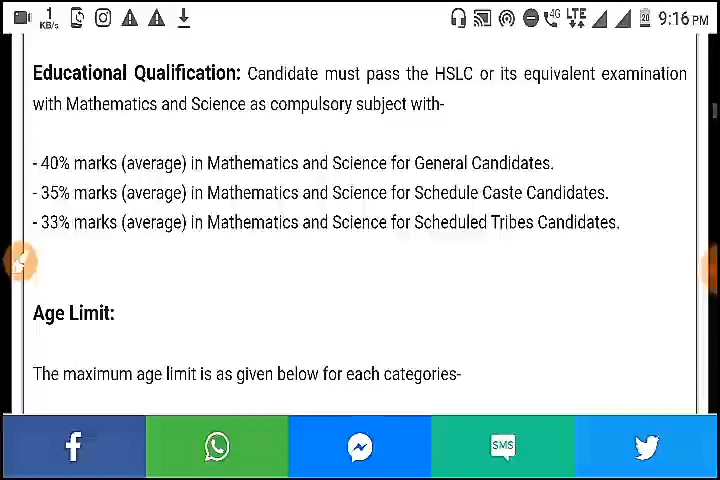 1 KB/s 4G LTE 20 9:16 PM
Educational Qualification: Candidate must pass the HSLC or its equivalent examination
with Mathematics and Science as compulsory subject with-
- 40% marks (average) in Mathematics and Science for General Candidates.
- 35% marks (average) in Mathematics and Science for Schedule Caste Candidates.
- 33% marks (average) in Mathematics and Science for Scheduled Tribes Candidates.
Age Limit:
The maximum age limit is as given below for each categories-
SMS